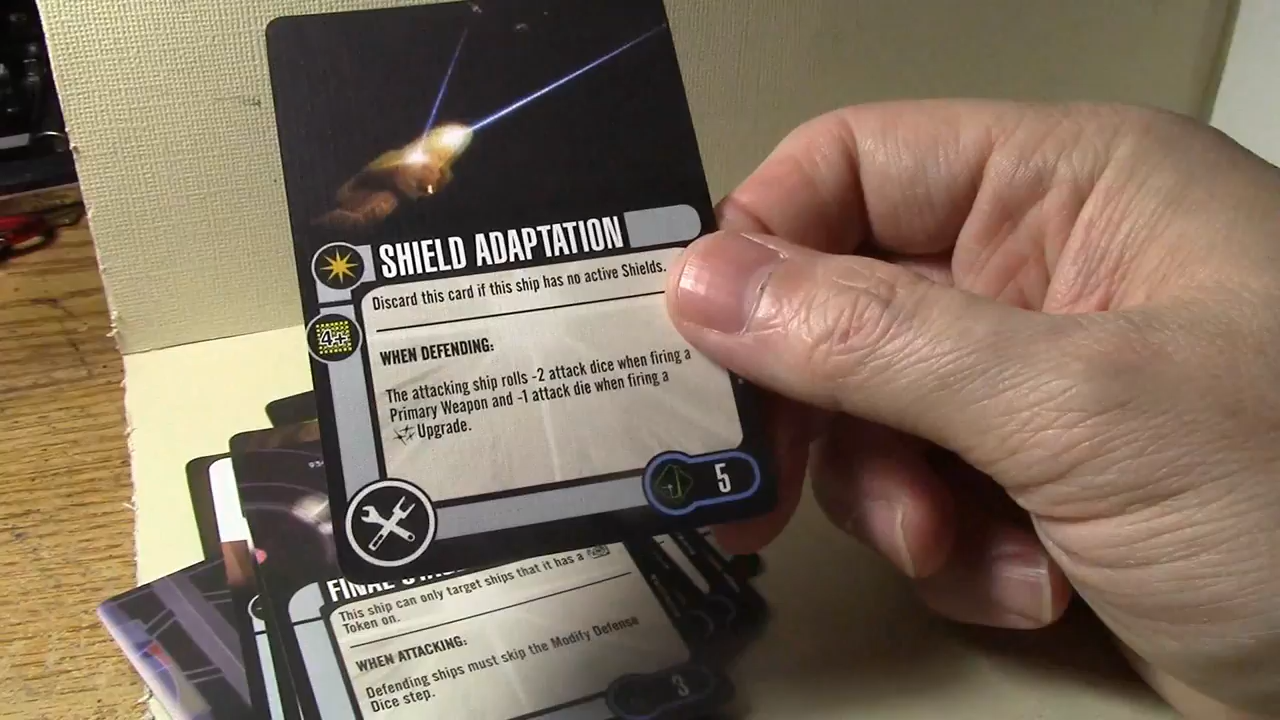 SHIELD ADAPTATION
Discard this card if this ship has no active Shields.
4+
WHEN DEFENDING:
The attacking ship rolls -2 attack dice when firing a
Primary Weapon and -1 attack die when firing a
Upgrade.
5
FINAL
This ship can only target ships that it has a
Token on.
WHEN ATTACKING:
Defending ships must skip the Modify Defense
Dice step.
3